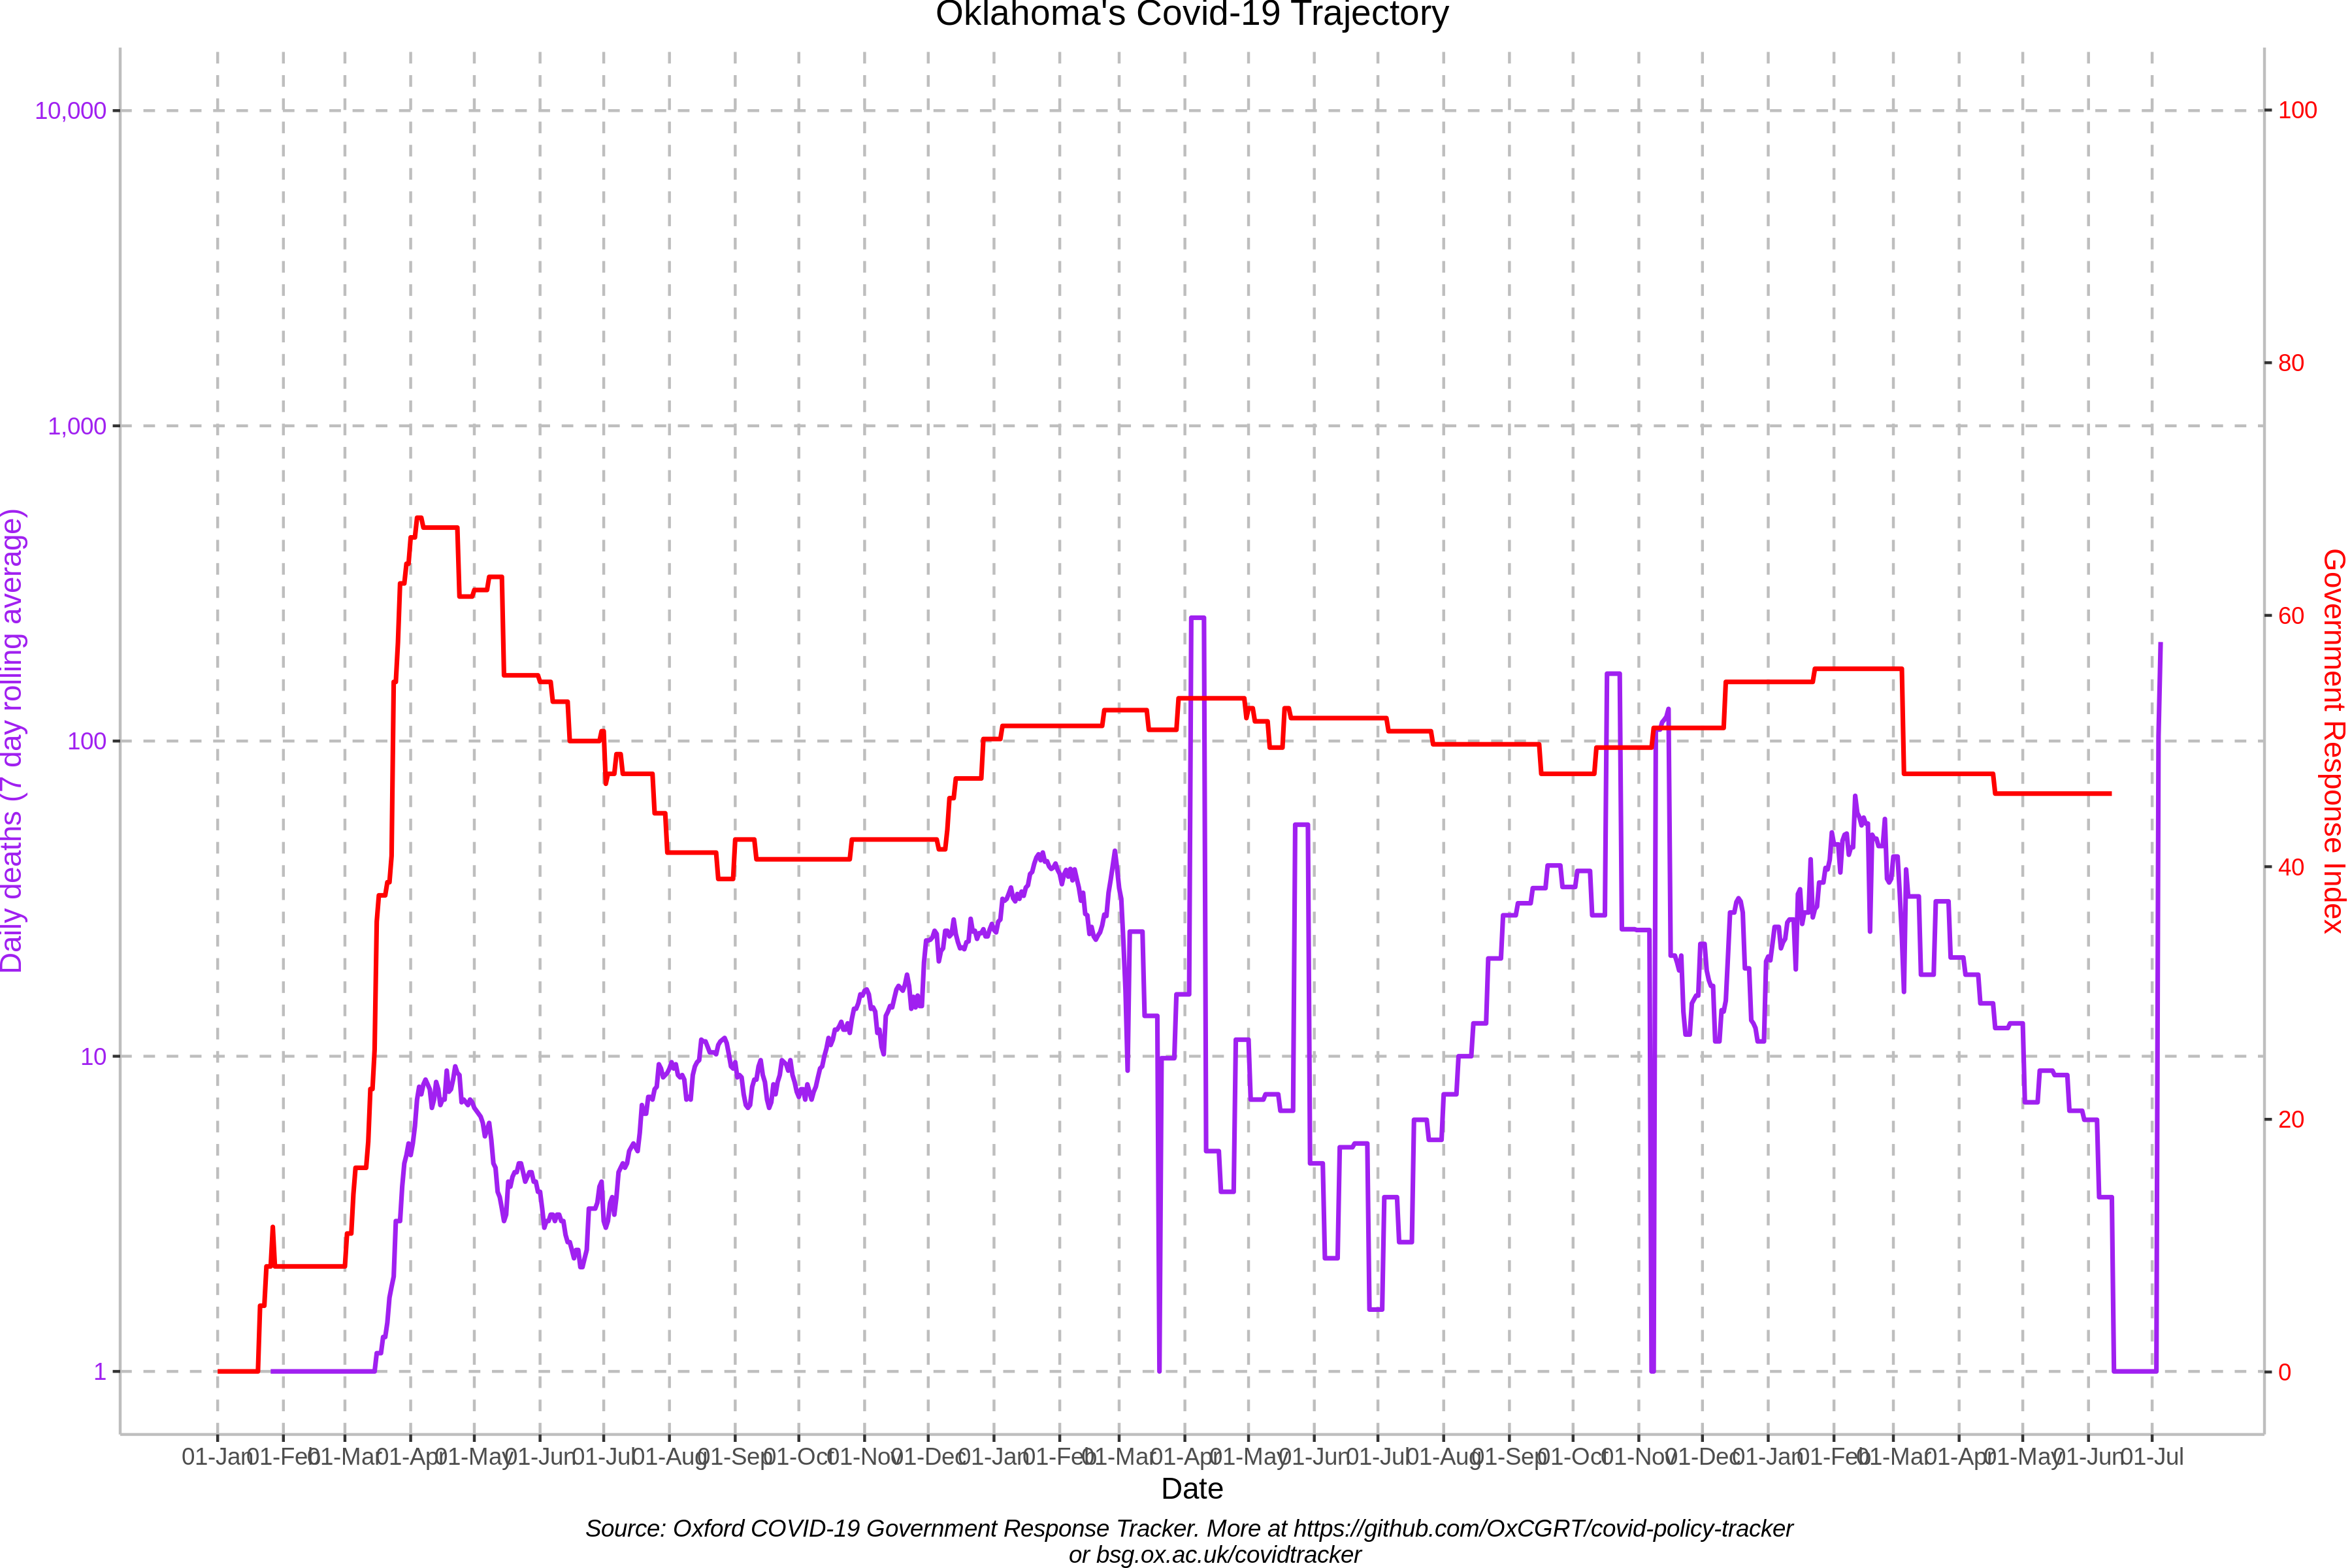 Oklahoma's Covid-19 Trajectory
10,000
1,000
100
10
1
Daily deaths (7 day rolling average)
100
80
60
40
20
0
Government Response Index
01-Jan 01-Feb 01-Mar 01-Apr 01-May 01-Jun 01-Jul 01-Aug 01-Sep 01-Oct 01-Nov 01-Dec 01-Jan 01-Feb 01-Mar 01-Apr 01-May 01-Jun 01-Jul 01-Aug 01-Sep 01-Oct 01-Nov 01-Dec 01-Jan 01-Feb 01-Mar 01-Apr 01-May 01-Jun 01-Jul
Date
Source: Oxford COVID-19 Government Response Tracker. More at https://github.com/OxCGRT/covid-policy-tracker
or bsg.ox.ac.uk/covidtracker